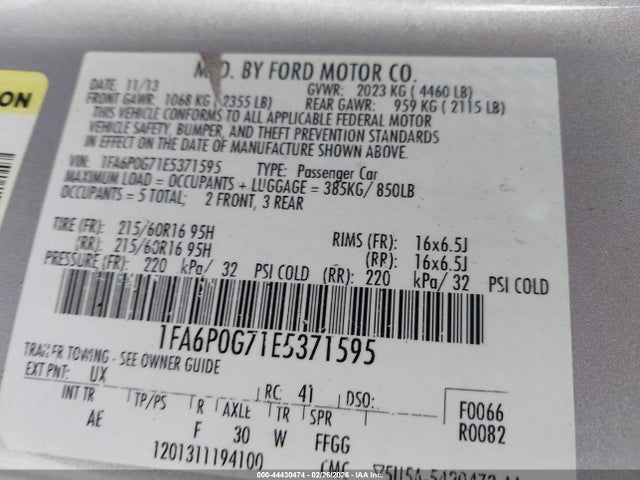 MFD. BY FORD MOTOR CO.
DATE: 11/13 GVWR: 2023 KG ( 4460 LB)
FRONT GAWR: 1068 KG ( 2355 LB) REAR GAWR: 959 KG ( 2115 LB)
THIS VEHICLE CONFORMS TO ALL APPLICABLE FEDERAL MOTOR
VEHICLE SAFETY, BUMPER, AND THEFT PREVENTION STANDARDS
IN EFFECT ON THE DATE OF MANUFACTURE SHOWN ABOVE.
VIN: 1FA6P0G71E5371595 TYPE: Passenger Car
MAXIMUM LOAD = OCCUPANTS + LUGGAGE = 385KG/ 850LB
OCCUPANTS = 5 TOTAL; 2 FRONT, 3 REAR
TIRE (FR): 215/60R16 95H RIMS (FR): 16x6.5J
(RR): 215/60R16 95H (RR): 16x6.5J
PRESSURE (FR): 220 kPa/ 32 PSI COLD (RR): 220 kPa/ 32 PSI COLD
1FA6P0G71E5371595
TRAILER TOWING - SEE OWNER GUIDE
EXT PNT: UX RC: 41 DSO: F0066
INT TR TP/PS R AXLE TR SPR R0082
AE F 30 W FFGG
1201311194100
000-44430474 (02/26/2026) - IAAI.COM